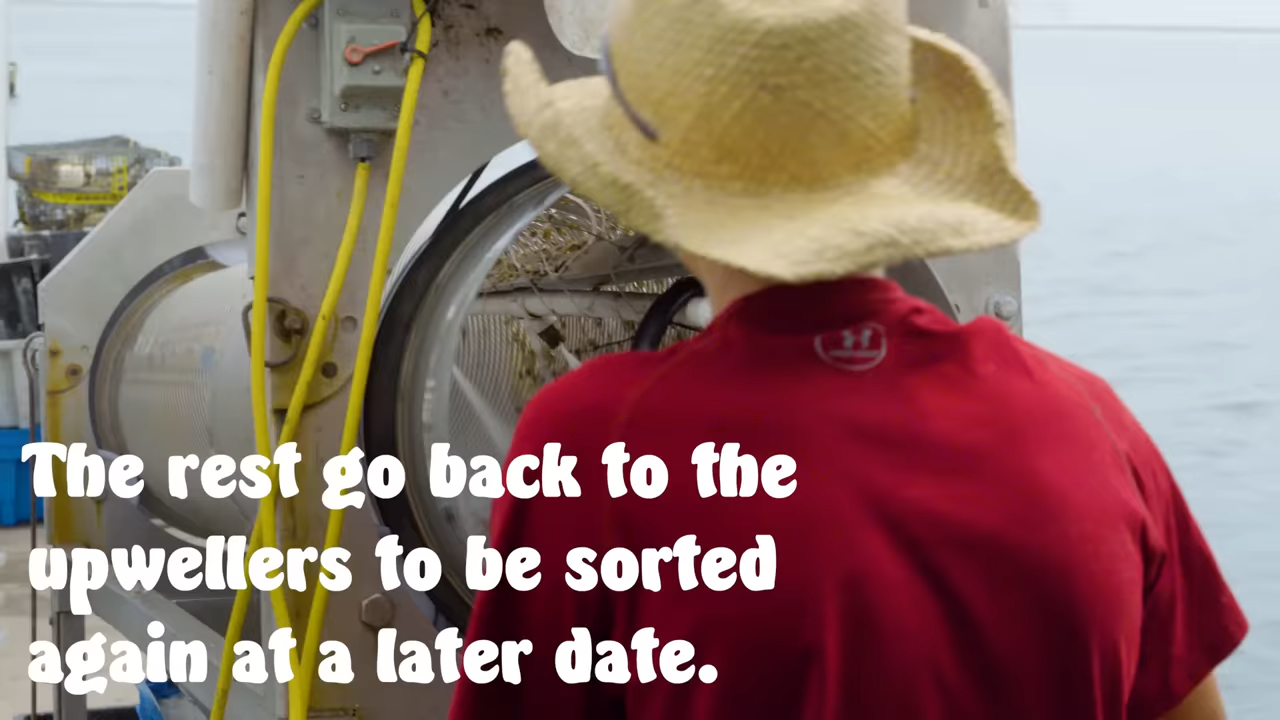 The rest go back to the
upwellers to be sorted
again at a later date.